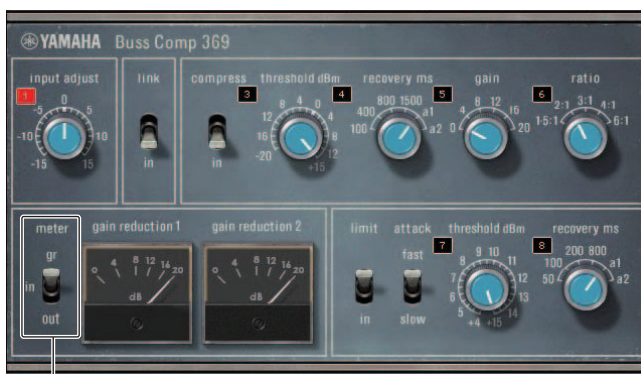 YAMAHA Buss Comp 369
input adjust
1
-15 -10 -5 0 5 10 15
link
in
compress
in
3
threshold dBm
-20 16 12 8 4 0 4 8 12 +15
4
recovery ms
100 400 800 1500 a1 a2
5
gain
0 4 8 12 16 20
6
ratio
1·5:1 2:1 3:1 4:1 6:1
meter
gr
in
out
gain reduction 1
0 4 8 12 16 20
dB
gain reduction 2
0 4 8 12 16 20
dB
limit
in
attack
fast
slow
7
threshold dBm
+4 5 6 7 8 9 10 11 12 13 14 +15
8
recovery ms
50 100 200 800 a1 a2